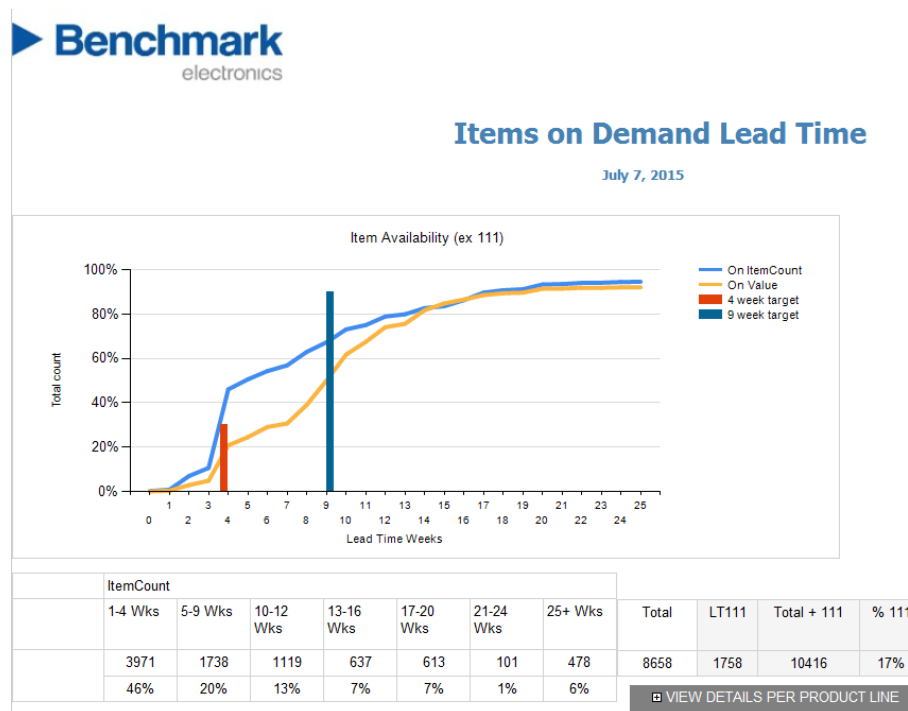 Benchmark
electronics
Items on Demand Lead Time
July 7, 2015
Item Availability (ex 111)
100%
80%
60%
40%
20%
0%
Total count
On ItemCount
On Value
4 week target
9 week target
1 3 5 7 9 11 13 15 17 19 21 23 25
0 2 4 6 8 10 12 14 16 18 20 22 24
Lead Time Weeks
ItemCount
1-4 Wks 5-9 Wks 10-12 Wks 13-16 Wks 17-20 Wks 21-24 Wks 25+ Wks Total LT111 Total + 111 % 111
3971 1738 1119 637 613 101 478 8658 1758 10416 17%
46% 20% 13% 7% 7% 1% 6%
VIEW DETAILS PER PRODUCT LINE